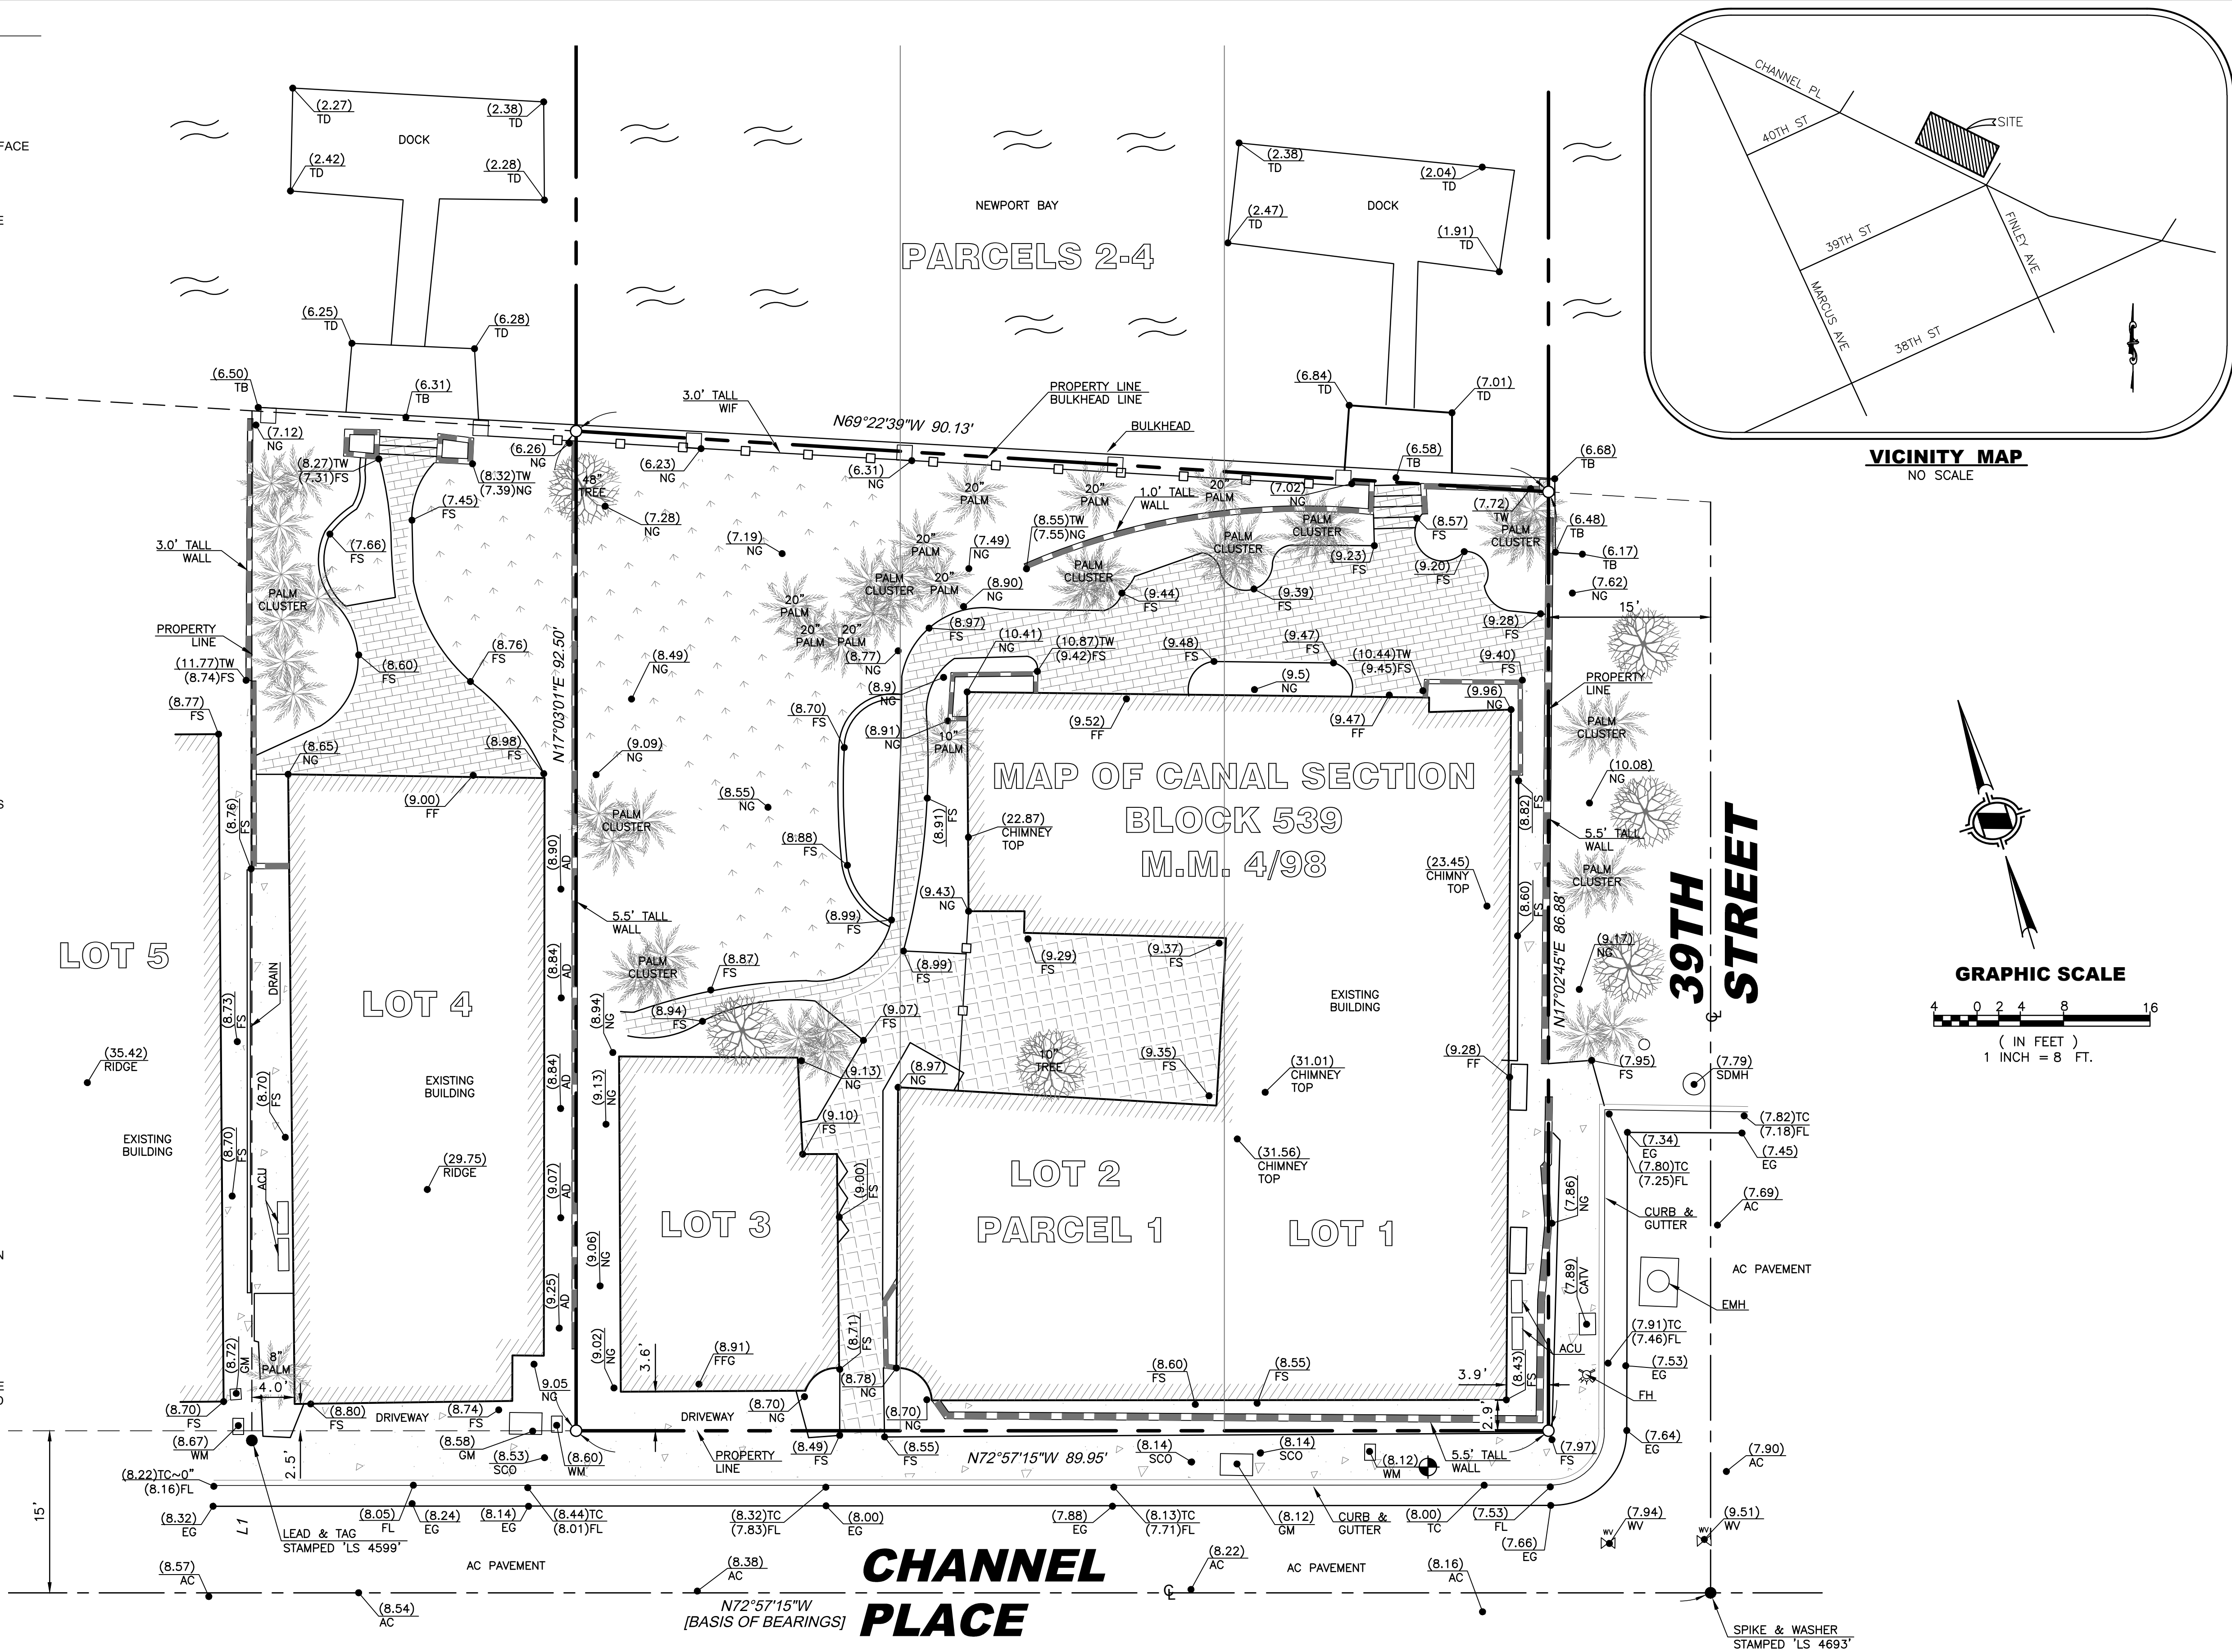 FACE
E
S
N
E
CHANNEL PL
40TH ST
SITE
39TH ST
FINLEY AVE
MARCUS AVE
38TH ST
VICINITY MAP
NO SCALE
(2.27)
TD
(2.38)
TD
DOCK
(2.42)
TD
(2.28)
TD
(2.38)
TD
(2.04)
TD
DOCK
(2.47)
TD
(1.91)
TD
NEWPORT BAY
PARCELS 2-4
(6.25)
TD
(6.28)
TD
(6.50)
TB
(6.31)
TB
3.0' TALL
WIF
PROPERTY LINE
BULKHEAD LINE
N69°22'39"W 90.13'
BULKHEAD
(6.84)
TD
(7.01)
TD
(7.12)
NG
(6.26)
NG
(6.23)
NG
(6.31)
NG
(6.58)
TB
(6.68)
TB
(8.27)TW
(7.31)FS
(8.32)TW
(7.39)NG
48"
TREE
20"
PALM
20"
PALM
20"
PALM
1.0' TALL
WALL
(7.02)
NG
(7.72)
TW
PALM
CLUSTER
(6.48)
TB
(7.45)
FS
(7.28)
NG
(8.57)
FS
(8.55)TW
(7.55)NG
PALM
CLUSTER
PALM
CLUSTER
3.0' TALL
WALL
(7.66)
FS
(7.19)
NG
20"
PALM
(7.49)
NG
(9.23)
FS
(9.20)
FS
(6.17)
TB
PALM
CLUSTER
PALM
CLUSTER
20"
PALM
(8.90)
NG
PALM
CLUSTER
(9.44)
FS
(9.39)
FS
(7.62)
NG
15'
20"
PALM
20"
PALM
20"
PALM
(8.97)
FS
(9.28)
FS
PROPERTY
LINE
N17°03'01"E 92.50'
(10.41)
(10.87)TW
(9.42)FS
(9.48)
FS
(9.47)
FS
(11.77)TW
(8.74)FS
(8.60)
FS
(8.76)
FS
(8.49)
NG
(8.77)
NG
(10.44)TW
(9.45)FS
(9.40)
FS
PROPERTY
LINE
(8.77)
FS
(8.9)
NG
(9.5)
NG
(9.96)
NG
(8.70)
FS
(8.91)
NG
10"
PALM
(9.52)
FF
(9.47)
FF
PALM
CLUSTER
(8.65)
NG
(8.98)
FS
(9.09)
NG
(10.08)
NG
MAP OF CANAL SECTION
BLOCK 539
M.M. 4/98
(9.00)
FF
(8.55)
NG
(8.76)
FS
(8.91)
FS
(8.82)
FS
PALM
CLUSTER
(22.87)
CHIMNEY
TOP
5.5' TALL
WALL
(8.90)
AD
(8.88)
FS
(23.45)
CHIMNY
TOP
PALM
CLUSTER
39TH
STREET
(9.43)
NG
(8.60)
FS
N17°02'45"E 86.88'
5.5' TALL
WALL
(8.99)
FS
(9.17)
NG
LOT 5
(8.84)
AD
PALM
CLUSTER
(8.87)
FS
(8.99)
FS
(9.29)
FS
(9.37)
FS
GRAPHIC SCALE
4 0 2 4 8 16
( IN FEET )
1 INCH = 8 FT.
DRAIN
LOT 4
(8.73)
FS
(8.94)
NG
(8.94)
FS
(9.07)
FS
EXISTING
BUILDING
℄
(35.42)
RIDGE
EXISTING
BUILDING
(8.70)
FS
(8.84)
AD
(9.13)
NG
(9.13)
NG
(8.97)
NG
10"
TREE
(9.35)
FS
(31.01)
CHIMNEY
TOP
(9.28)
FF
(7.95)
FS
(7.79)
SDMH
EXISTING
BUILDING
(8.70)
FS
(9.10)
FS
(7.82)TC
(7.18)FL
(7.34)
EG
(7.45)
EG
ACU
(29.75)
RIDGE
(9.07)
AD
(9.00)
FS
(31.56)
CHIMNEY
TOP
(7.80)TC
(7.25)FL
LOT 3
LOT 2
PARCEL 1
LOT 1
(7.86)
NG
(7.69)
AC
CURB &
GUTTER
(9.06)
NG
(7.89)
CATV
AC PAVEMENT
(9.25)
AD
EMH
(8.72)
GM
8"
PALM
4.0'
(9.02)
NG
3.6'
(8.91)
FFG
(8.71)
FS
(8.78)
NG
(8.60)
FS
(8.55)
FS
3.9'
(8.43)
FS
ACU
(7.91)TC
(7.46)FL
(7.53)
EG
FH
9.05
NG
(8.70)
FS
(8.80)
FS
DRIVEWAY
(8.74)
FS
DRIVEWAY
(8.70)
NG
(8.70)
NG
2.9'
(8.67)
WM
2.5'
(8.58)
GM
(8.53)
SCO
(8.60)
WM
PROPERTY
LINE
(8.49)
FS
(8.55)
FS
N72°57'15"W 89.95'
(8.14)
SCO
(8.14)
SCO
(8.12)
WM
5.5' TALL
WALL
(7.97)
FS
(7.64)
EG
(7.90)
AC
(8.22)TC~0"
(8.16)FL
15'
(8.32)
EG
L1
(8.05)
FL
(8.24)
EG
(8.14)
EG
(8.44)TC
(8.01)FL
(8.32)TC
(7.83)FL
(8.00)
EG
(7.88)
EG
(8.13)TC
(7.71)FL
(8.12)
GM
CURB &
GUTTER
(8.00)
TC
(7.53)
FL
(7.66)
EG
WV
(7.94)
WV
WV
(9.51)
WV
LEAD & TAG
STAMPED 'LS 4599'
(8.57)
AC
AC PAVEMENT
(8.38)
AC
CHANNEL
PLACE
(8.22)
AC
AC PAVEMENT
(8.16)
AC
℄
(8.54)
AC
N72°57'15"W
[BASIS OF BEARINGS]
SPIKE & WASHER
STAMPED 'LS 4693'